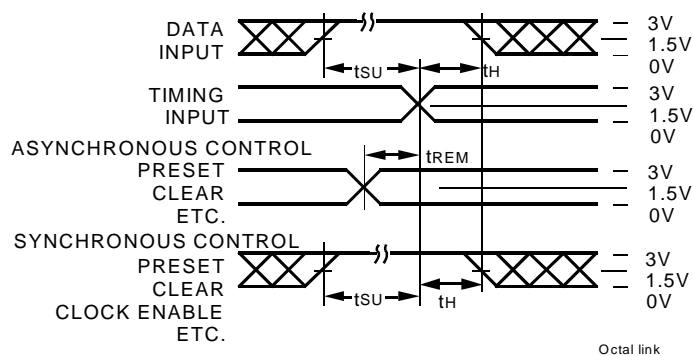 DATA
INPUT
tSU
tH
3V
1.5V
0V
TIMING
INPUT
3V
1.5V
0V
ASYNCHRONOUS CONTROL
PRESET
CLEAR
ETC.
tREM
3V
1.5V
0V
SYNCHRONOUS CONTROL
PRESET
CLEAR
CLOCK ENABLE
ETC.
tSU
tH
3V
1.5V
0V
Octal link